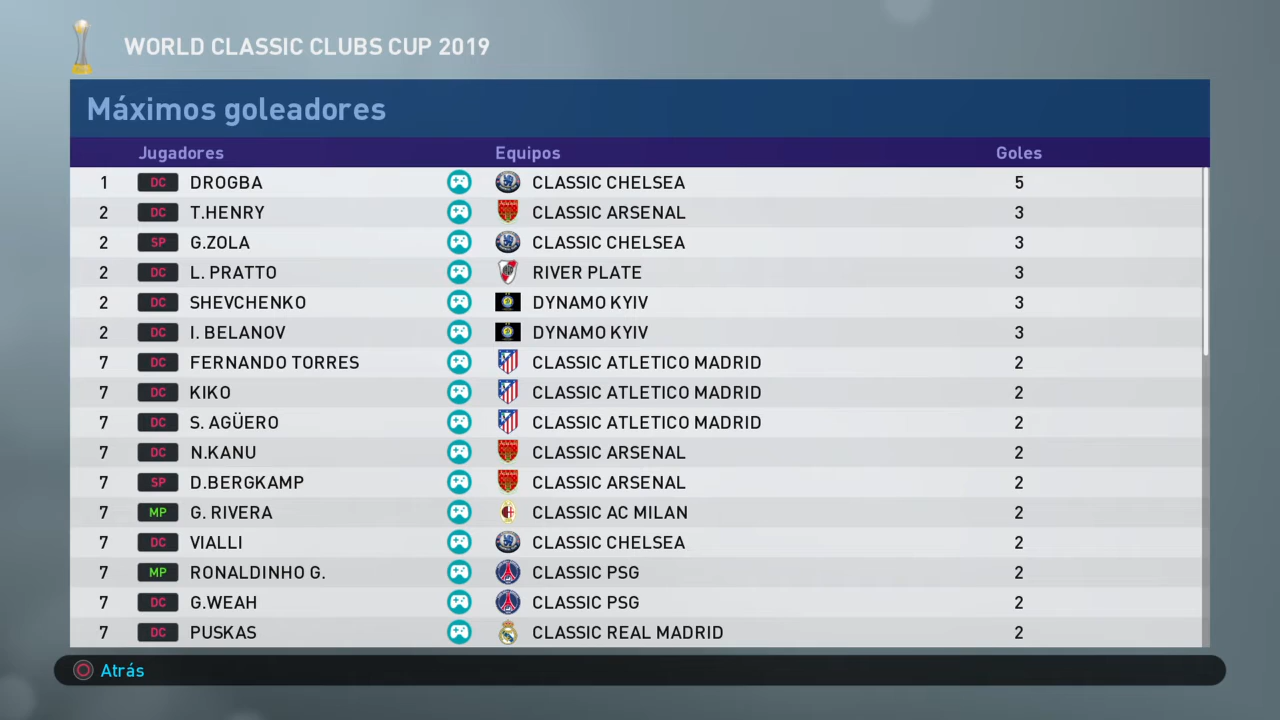 WORLD CLASSIC CLUBS CUP 2019
Máximos goleadores
Jugadores Equipos Goles
1 DC DROGBA CLASSIC CHELSEA 5
2 DC T.HENRY CLASSIC ARSENAL 3
2 SP G.ZOLA CLASSIC CHELSEA 3
2 DC L. PRATTO RIVER PLATE 3
2 DC SHEVCHENKO DYNAMO KYIV 3
2 DC I. BELANOV DYNAMO KYIV 3
7 DC FERNANDO TORRES CLASSIC ATLETICO MADRID 2
7 DC KIKO CLASSIC ATLETICO MADRID 2
7 DC S. AGÜERO CLASSIC ATLETICO MADRID 2
7 DC N.KANU CLASSIC ARSENAL 2
7 SP D.BERGKAMP CLASSIC ARSENAL 2
7 MP G. RIVERA CLASSIC AC MILAN 2
7 DC VIALLI CLASSIC CHELSEA 2
7 MP RONALDINHO G. CLASSIC PSG 2
7 DC G.WEAH CLASSIC PSG 2
7 DC PUSKAS CLASSIC REAL MADRID 2
Atrás